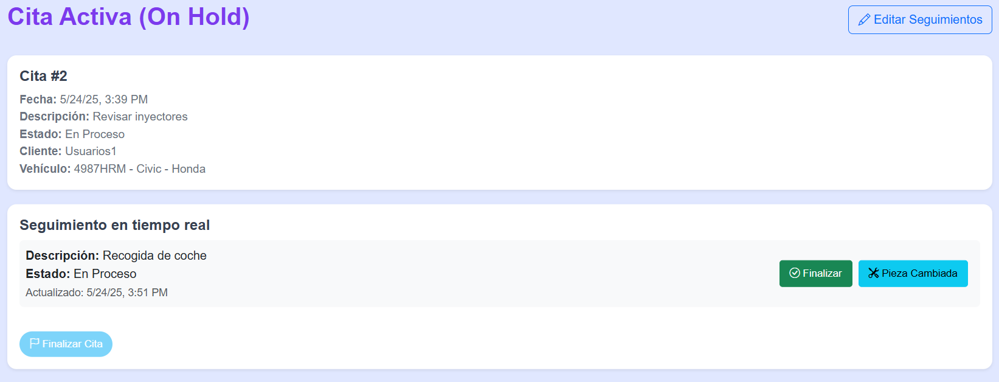 Cita Activa (On Hold)
Editar Seguimientos
Cita #2
Fecha: 5/24/25, 3:39 PM
Descripción: Revisar inyectores
Estado: En Proceso
Cliente: Usuarios1
Vehículo: 4987HRM - Civic - Honda
Seguimiento en tiempo real
Descripción: Recogida de coche
Estado: En Proceso
Actualizado: 5/24/25, 3:51 PM
Finalizar
Pieza Cambiada
Finalizar Cita